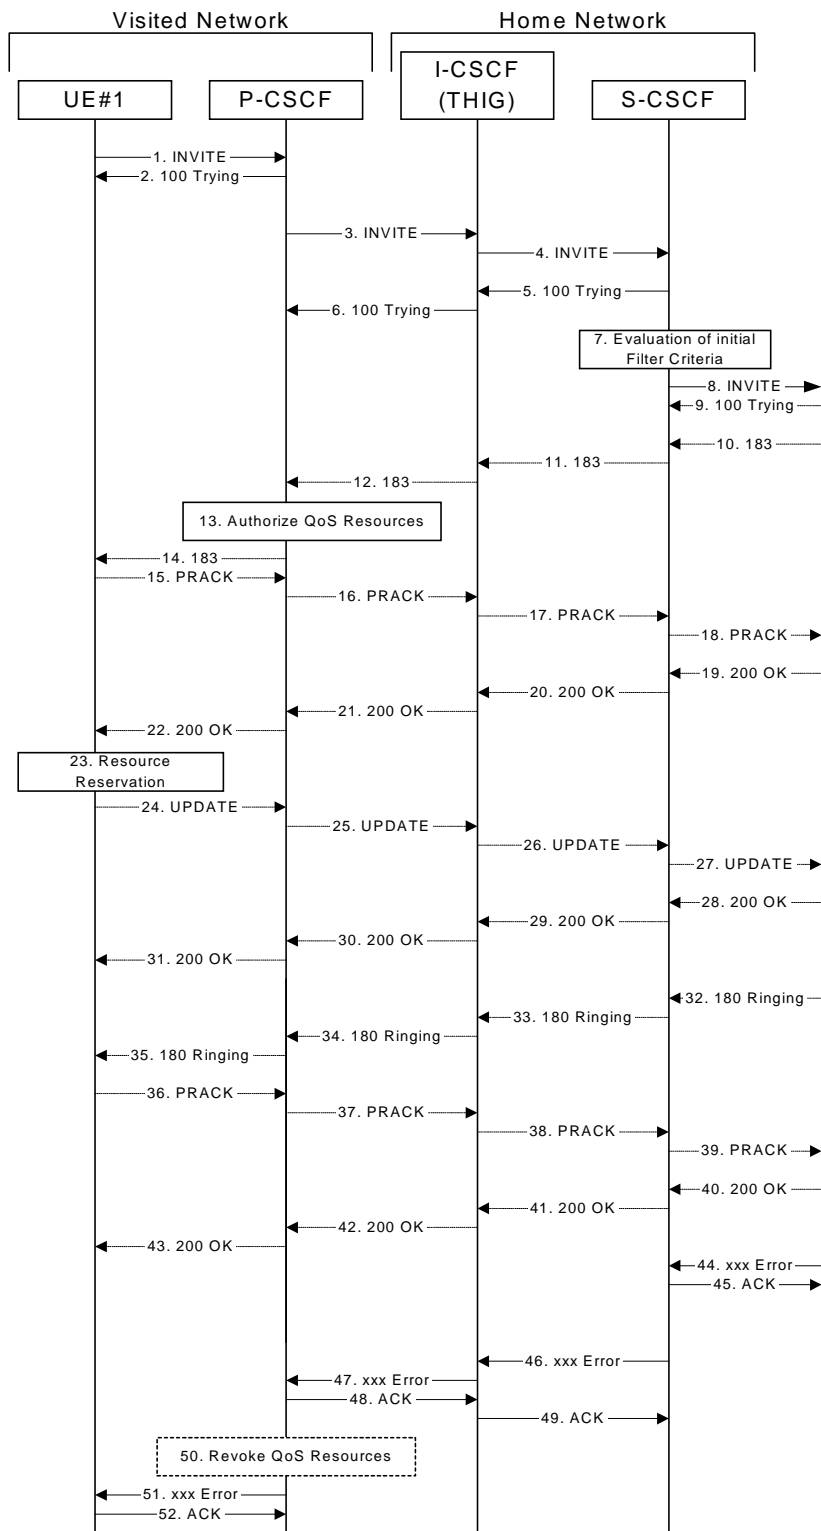 Visited Network
Home Network
UE#1
P-CSCF
I-CSCF
(THIG)
S-CSCF
1. INVITE
2. 100 Trying
3. INVITE
4. INVITE
5. 100 Trying
6. 100 Trying
7. Evaluation of initial
Filter Criteria
8. INVITE
9. 100 Trying
10. 183
11. 183
12. 183
13. Authorize QoS Resources
14. 183
15. PRACK
16. PRACK
17. PRACK
18. PRACK
19. 200 OK
20. 200 OK
21. 200 OK
22. 200 OK
23. Resource
Reservation
24. UPDATE
25. UPDATE
26. UPDATE
27. UPDATE
28. 200 OK
29. 200 OK
30. 200 OK
31. 200 OK
32. 180 Ringing
33. 180 Ringing
34. 180 Ringing
35. 180 Ringing
36. PRACK
37. PRACK
38. PRACK
39. PRACK
40. 200 OK
41. 200 OK
42. 200 OK
43. 200 OK
44. xxx Error
45. ACK
46. xxx Error
47. xxx Error
48. ACK
49. ACK
50. Revoke QoS Resources
51. xxx Error
52. ACK